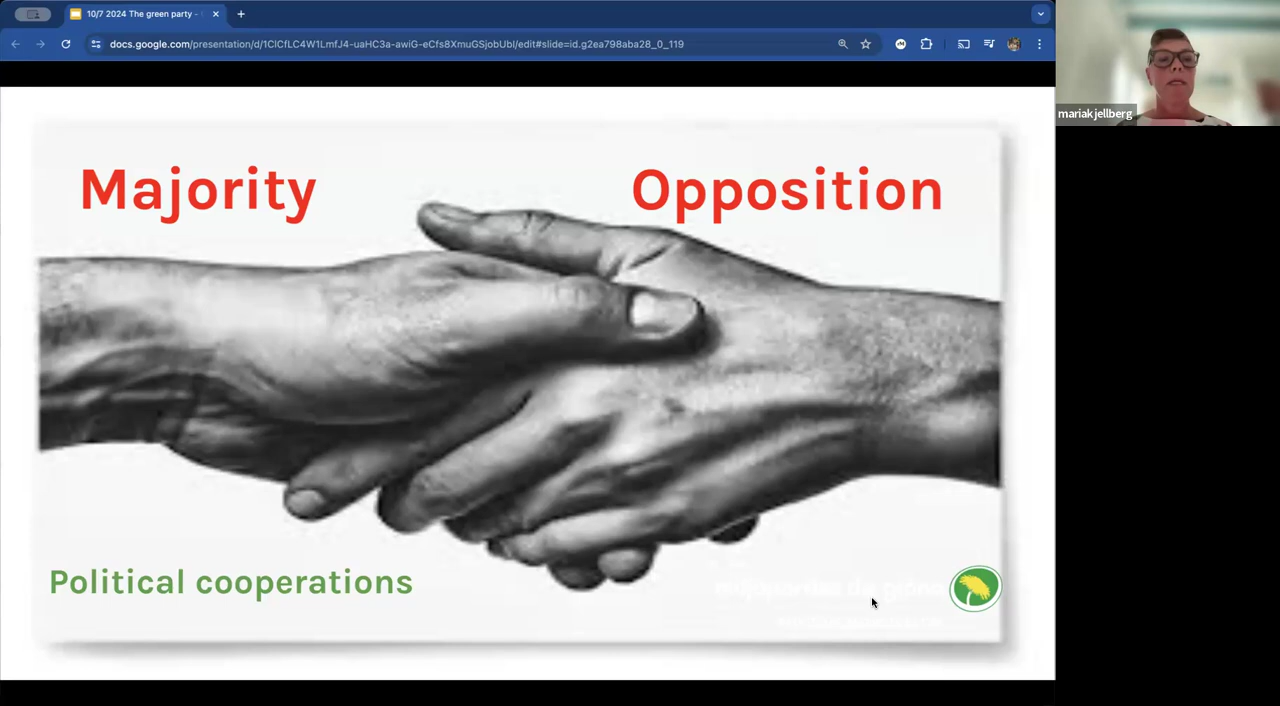 10/7 2024 The green party -
docs.google.com/presentation/d/1CICfLC4W1LmfJ4-uaHC3a-awiG-eCfs8XmuGSjobUbI/edit#slide=id.g2ea798aba28_0_119
mariakjellberg
Majority
Opposition
Political cooperations